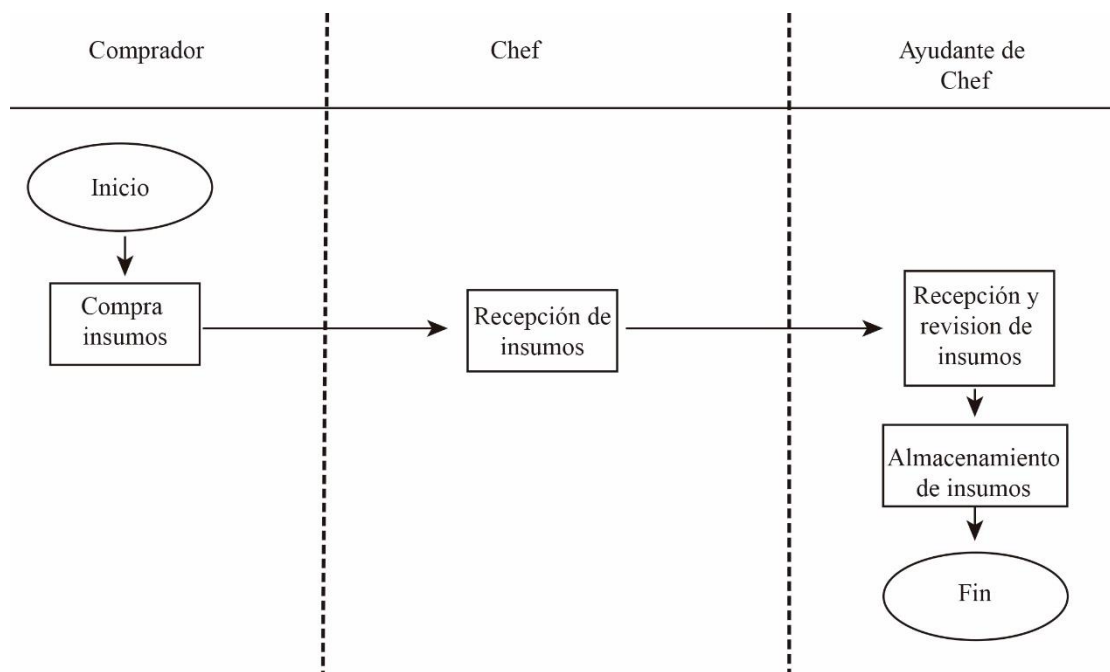 Comprador
Chef
Ayudante de
Chef
Inicio
Compra
insumos
Recepción de
insumos
Recepción y
revision de
insumos
Almacenamiento
de insumos
Fin